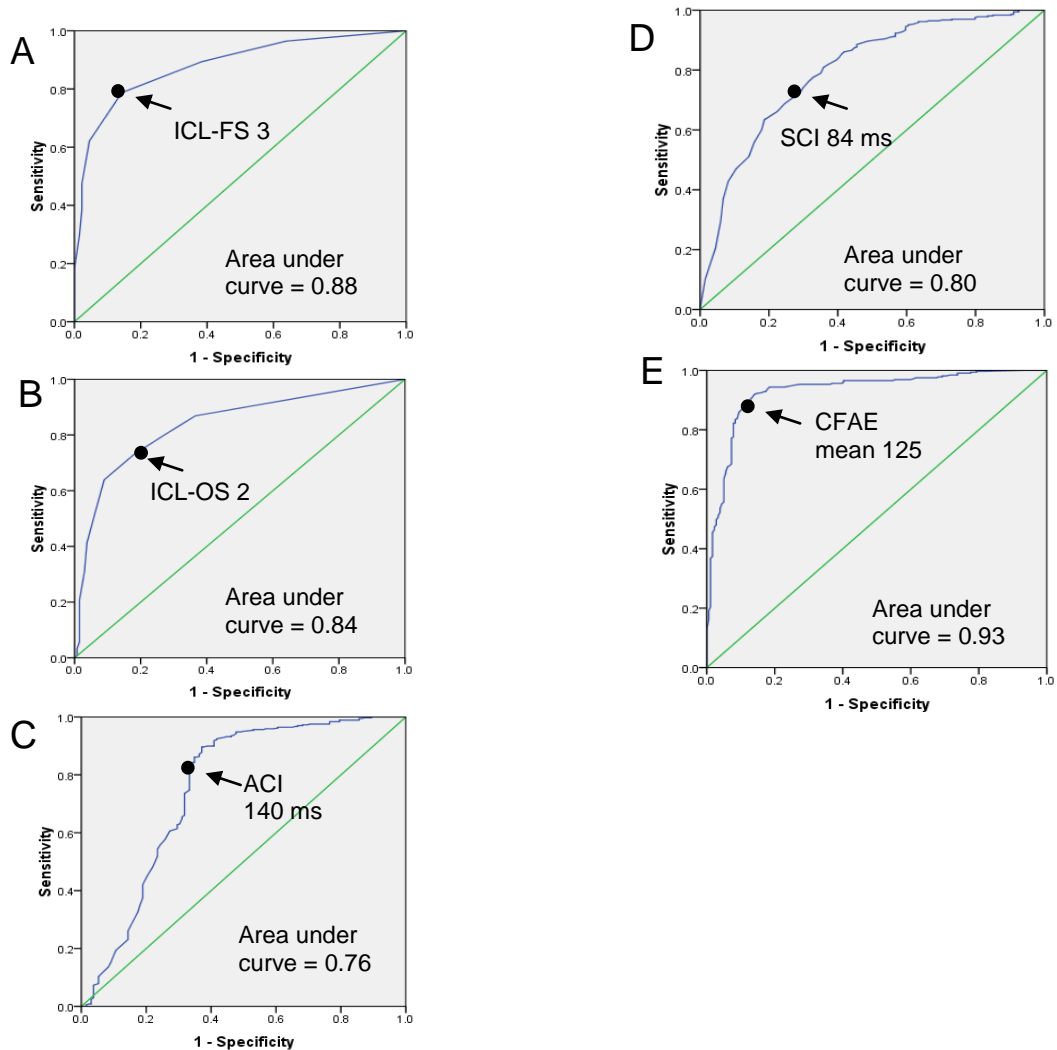 A
1.0
0.8
0.6
0.4
0.2
0.0
Sensitivity
ICL-FS 3
Area under
curve = 0.88
0.0 0.2 0.4 0.6 0.8 1.0
1 - Specificity
B
1.0
0.8
0.6
0.4
0.2
0.0
Sensitivity
ICL-OS 2
Area under
curve = 0.84
0.0 0.2 0.4 0.6 0.8 1.0
1 - Specificity
C
1.0
0.8
0.6
0.4
0.2
0.0
Sensitivity
ACI
140 ms
Area under
curve = 0.76
0.0 0.2 0.4 0.6 0.8 1.0
1 - Specificity
D
1.0
0.8
0.6
0.4
0.2
0.0
Sensitivity
SCI 84 ms
Area under
curve = 0.80
0.0 0.2 0.4 0.6 0.8 1.0
1 - Specificity
E
1.0
0.8
0.6
0.4
0.2
0.0
Sensitivity
CFAE
mean 125
Area under
curve = 0.93
0.0 0.2 0.4 0.6 0.8 1.0
1 - Specificity